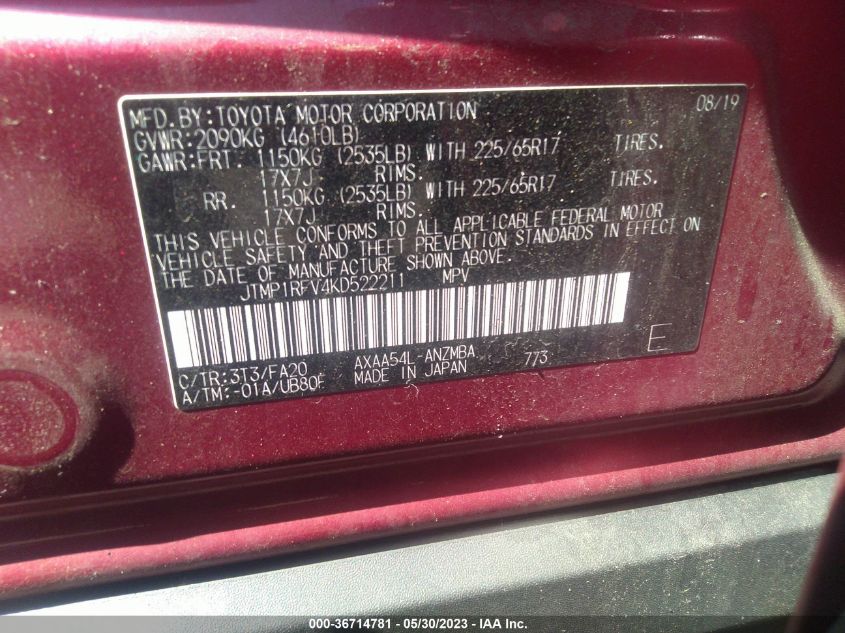 MFD.BY:TOYOTA MOTOR CORPORATION 08/19
GVWR:2090KG (4610LB)
GAWR:FRT. 1150KG (2535LB) WITH 225/65R17 TIRES.
17X7J RIMS.
RR. 1150KG (2535LB) WITH 225/65R17 TIRES.
17X7J RIMS.
THIS VEHICLE CONFORMS TO ALL APPLICABLE FEDERAL MOTOR
VEHICLE SAFETY AND THEFT PREVENTION STANDARDS IN EFFECT ON
THE DATE OF MANUFACTURE SHOWN ABOVE.
JTMP1RFV4KD522211 MPV
C/TR:3T3/FA20 AXAA54L-ANZMBA 773 E
A/TM:-01A/UB80F MADE IN JAPAN
000-36714781 - 05/30/2023 - IAA Inc.